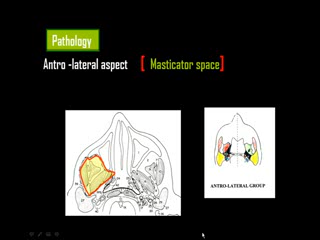 Pathology
Antro -lateral aspect [ Masticator space]
ANTRO-LATERAL GROUP